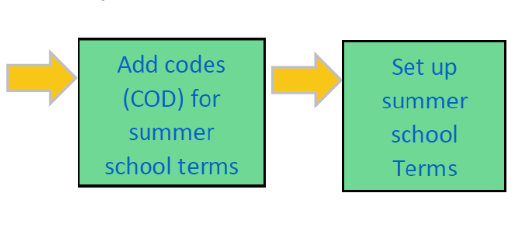 Add codes
(COD) for
summer
school terms
Set up
summer
school
Terms